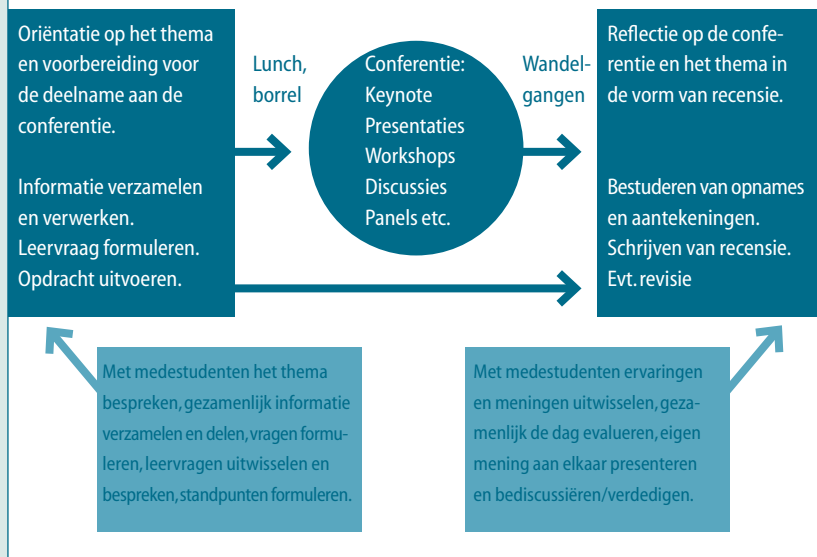 Oriëntatie op het thema
en voorbereiding voor
de deelname aan de
conferentie.
Informatie verzamelen
en verwerken.
Leervraag formuleren.
Opdracht uitvoeren.
Lunch,
borrel
Conferentie:
Keynote
Presentaties
Workshops
Discussies
Panels etc.
Wandel-
gangen
Reflectie op de confe-
rentie en het thema in
de vorm van recensie.
Bestuderen van opnames
en aantekeningen.
Schrijven van recensie.
Evt. revisie
Met medestudenten het thema
bespreken, gezamenlijk informatie
verzamelen en delen, vragen formu-
leren, leervragen uitwisselen en
bespreken, standpunten formuleren.
Met medestudenten ervaringen
en meningen uitwisselen, geza-
menlijk de dag evalueren, eigen
mening aan elkaar presenteren
en bediscussiëren/verdedigen.